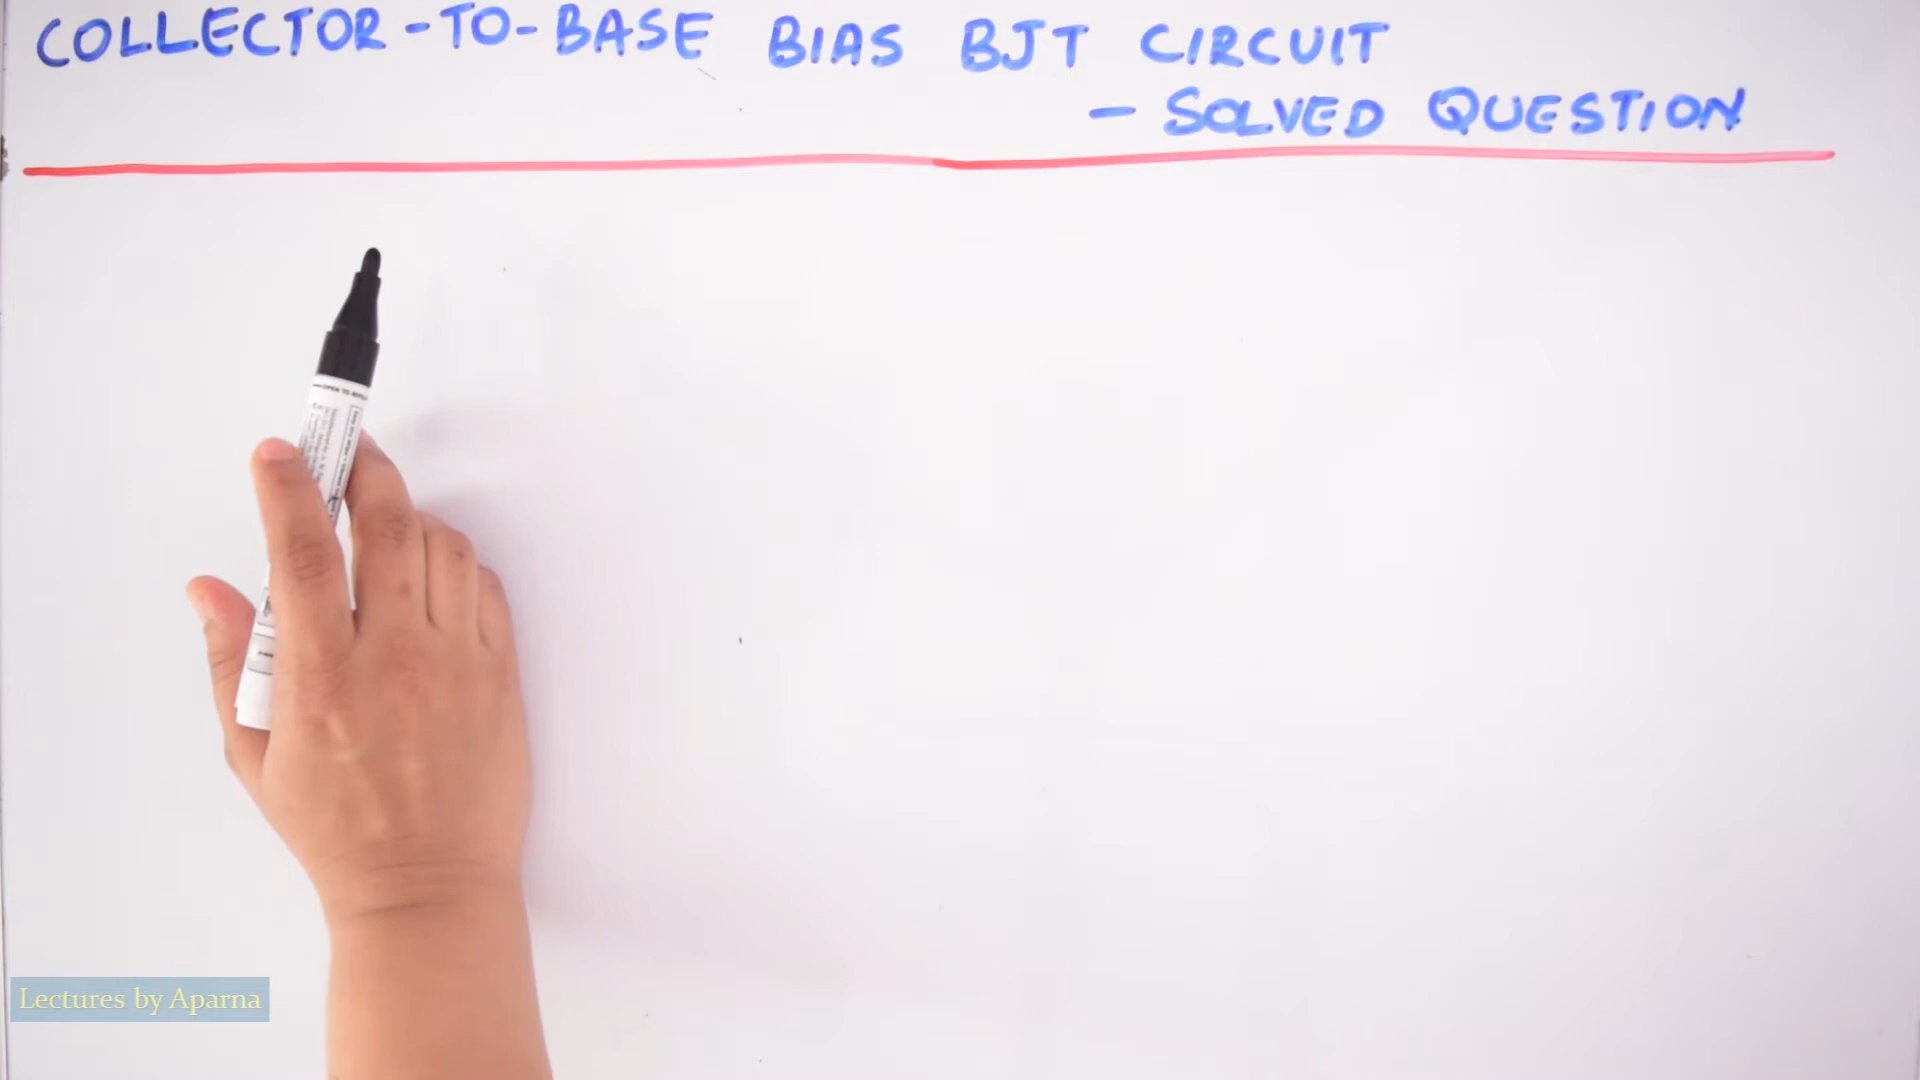 COLLECTOR-TO-BASE BIAS BJT CIRCUIT
- SOLVED QUESTION
Lectures by Aparna